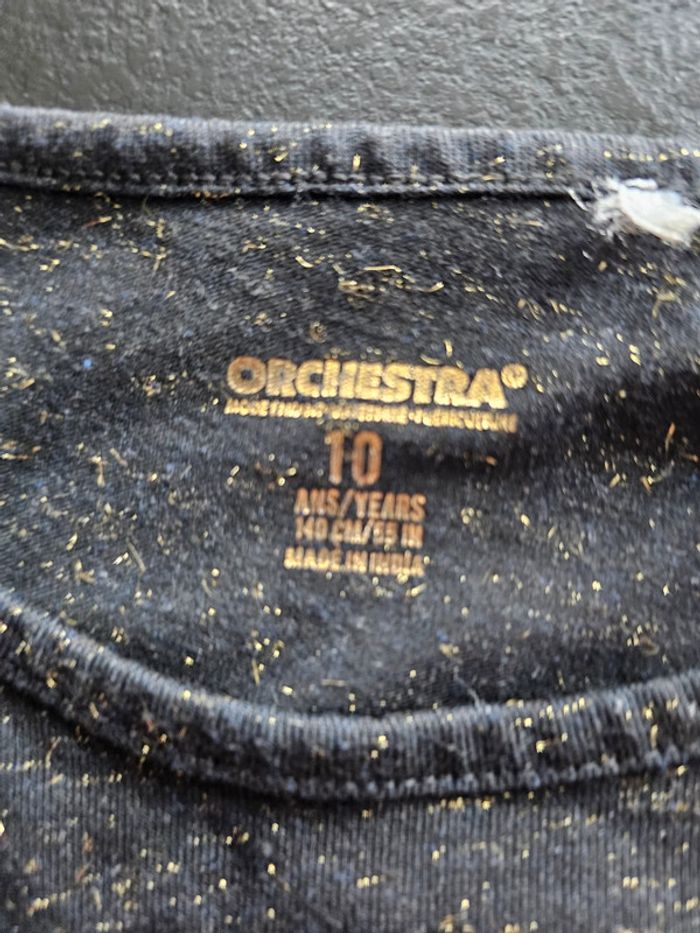 ORCHESTRA®
10
ANS/YEARS
140 CM/55 IN
MADE IN INDIA